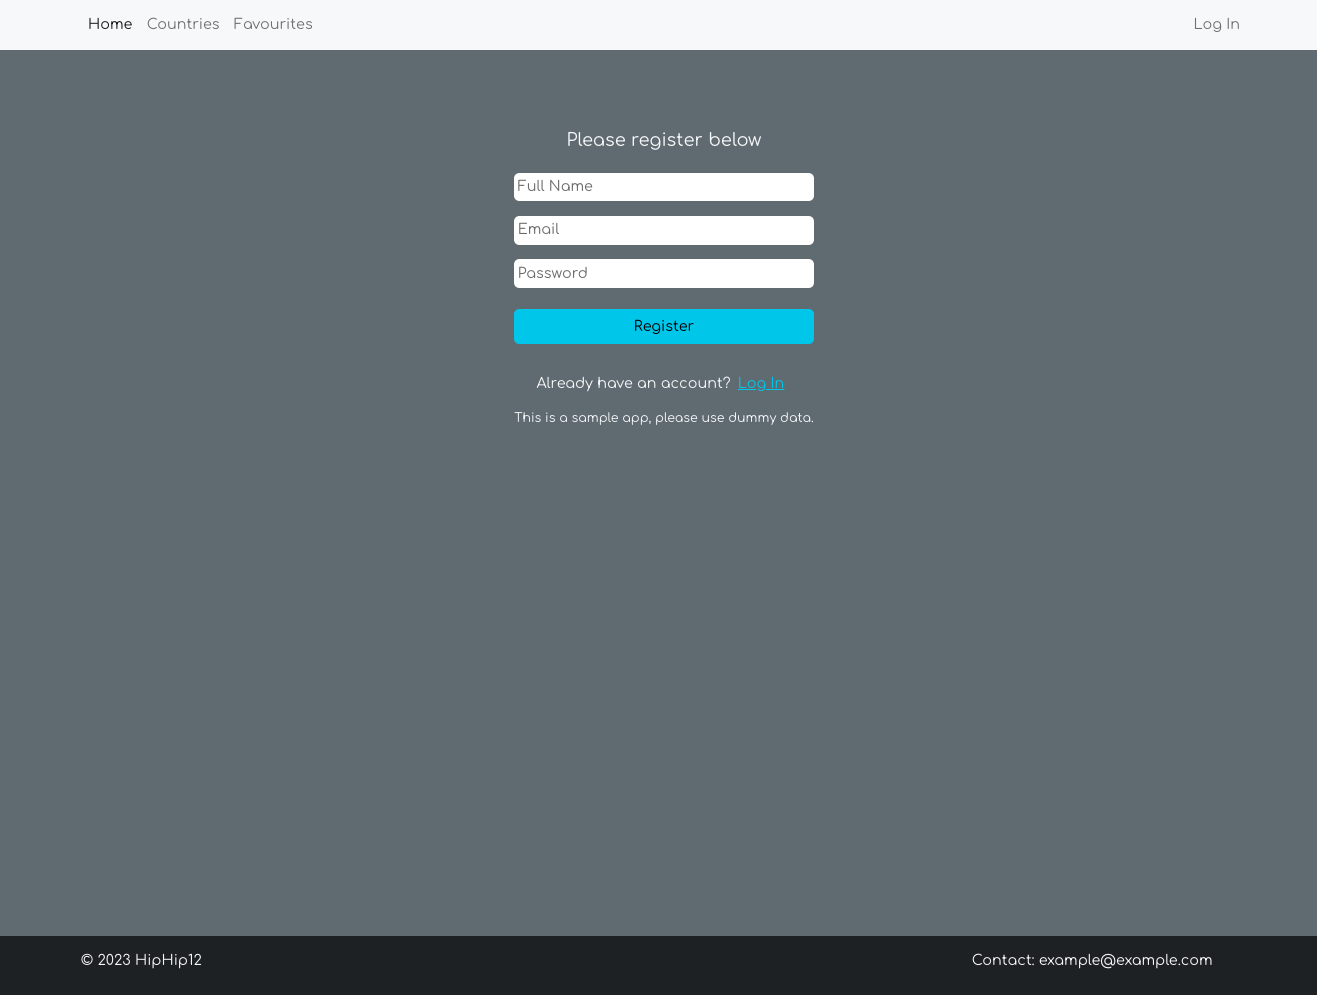 Home Countries Favourites Log In
Please register below
Full Name
Email
Password
Register
Already have an account? Log In
This is a sample app, please use dummy data.
© 2023 HipHip12 Contact: example@example.com